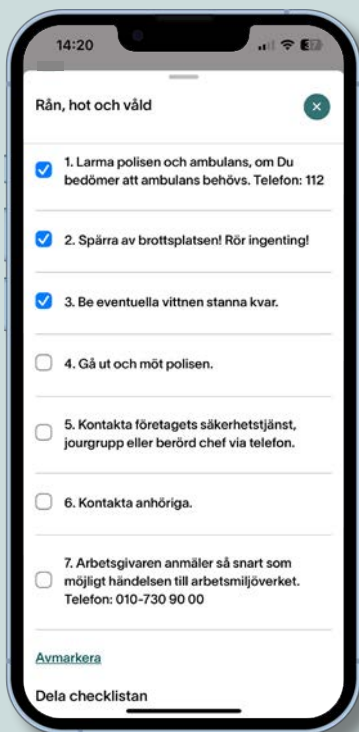 14:20
37
Rån, hot och våld
1. Larma polisen och ambulans, om Du
bedömer att ambulans behövs. Telefon: 112
2. Spärra av brottsplatsen! Rör ingenting!
3. Be eventuella vittnen stanna kvar.
4. Gå ut och möt polisen.
5. Kontakta företagets säkerhetstjänst,
jourgrupp eller berörd chef via telefon.
6. Kontakta anhöriga.
7. Arbetsgivaren anmäler så snart som
möjligt händelsen till arbetsmiljöverket.
Telefon: 010-730 90 00
Avmarkera
Dela checklistan